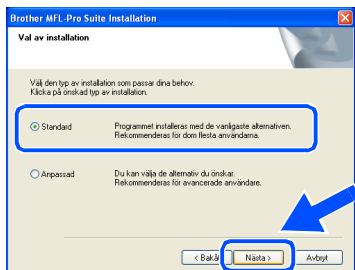 Brother MFL-Pro Suite Installation
Val av installation
Välj den typ av installation som passar dina behov.
Klicka på önskad typ av installation.
Standard
Programmet installeras med de vanligaste alternativen.
Rekommenderas för dom flesta användarna.
Anpassad
Du kan välja de alternativ du önskar.
Rekommenderas för avancerade användare.
< Bakåt
Nästa >
Avbryt